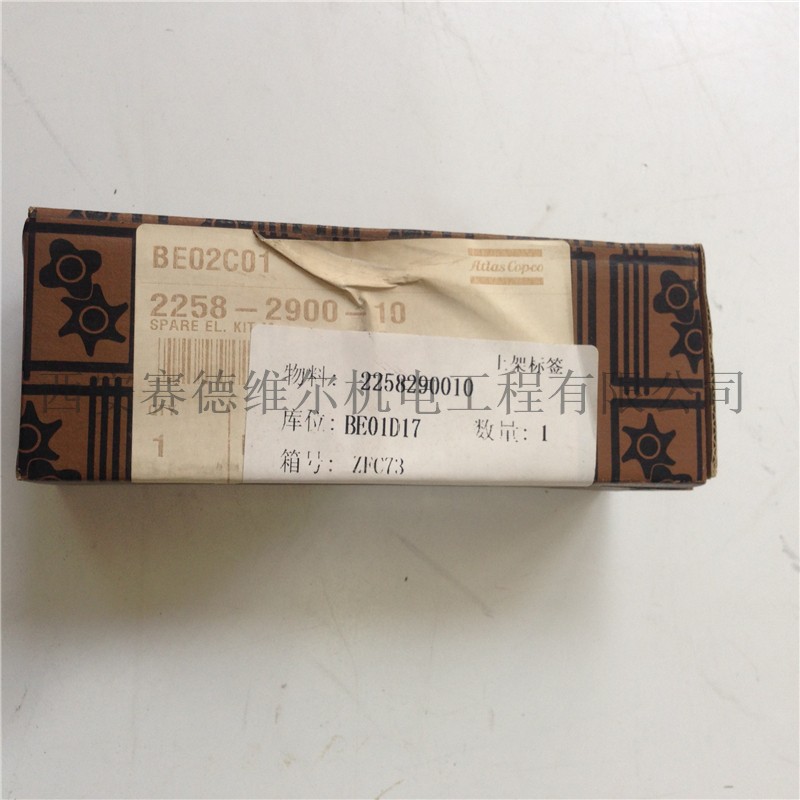 BE02C01
Atlas Copco
2258-2900-10
SPARE EL. KIT
上架标签
物料: 2258290010
西安赛德维尔机电工程有限公司
库位: BE01D17 数量: 1
1
箱号: ZFC73